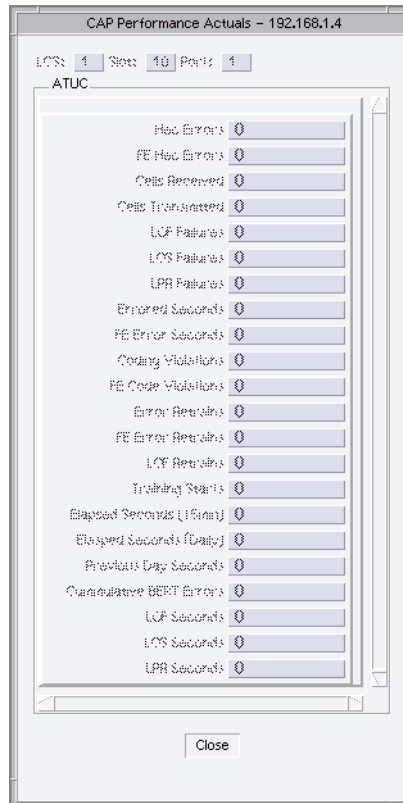 CAP Performance Actuals – 192.168.1.4
LCS: 1 Slot: 10 Port: 1
ATUC
Hec Errors 0
FE Hec Errors 0
Cells Received 0
Cells Transmitted 0
LOF Failures 0
LOS Failures 0
LPR Failures 0
Errored Seconds 0
FE Error Seconds 0
Coding Violations 0
FE Code Violations 0
Error Retrains 0
FE Error Retrains 0
LOF Retrains 0
Training Starts 0
Elapsed Seconds (15min) 0
Elapsed Seconds (Daily) 0
Previous Day Seconds 0
Cummulative BERT Errors 0
LOF Seconds 0
LOS Seconds 0
LPR Seconds 0
Close